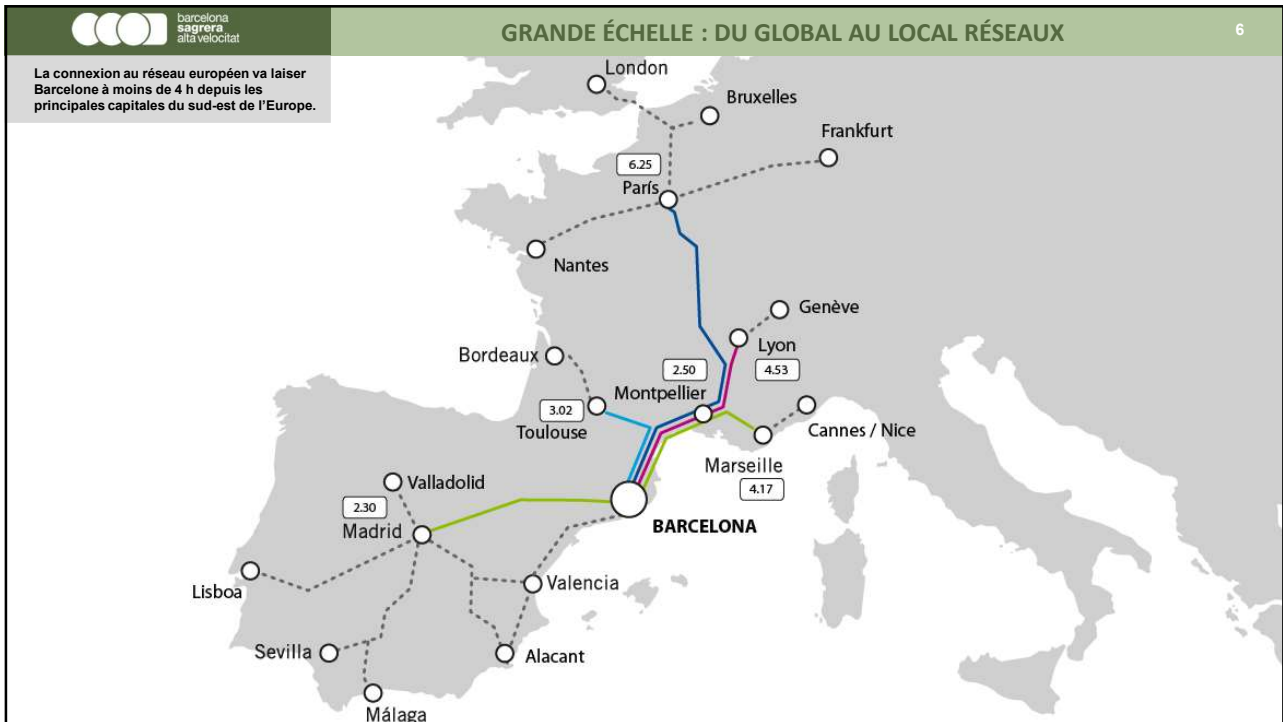 barcelona
sagrera
alta velocitat
GRANDE ÉCHELLE : DU GLOBAL AU LOCAL RÉSEAUX
6
La connexion au réseau européen va laiser
Barcelone à moins de 4 h depuis les
principales capitales du sud-est de l'Europe.
London
Bruxelles
Frankfurt
6.25
París
Nantes
Genève
Bordeaux
Lyon
2.50
4.53
Montpellier
3.02
Toulouse
Cannes / Nice
Marseille
4.17
Valladolid
2.30
Madrid
BARCELONA
Valencia
Lisboa
Sevilla
Alacant
Málaga